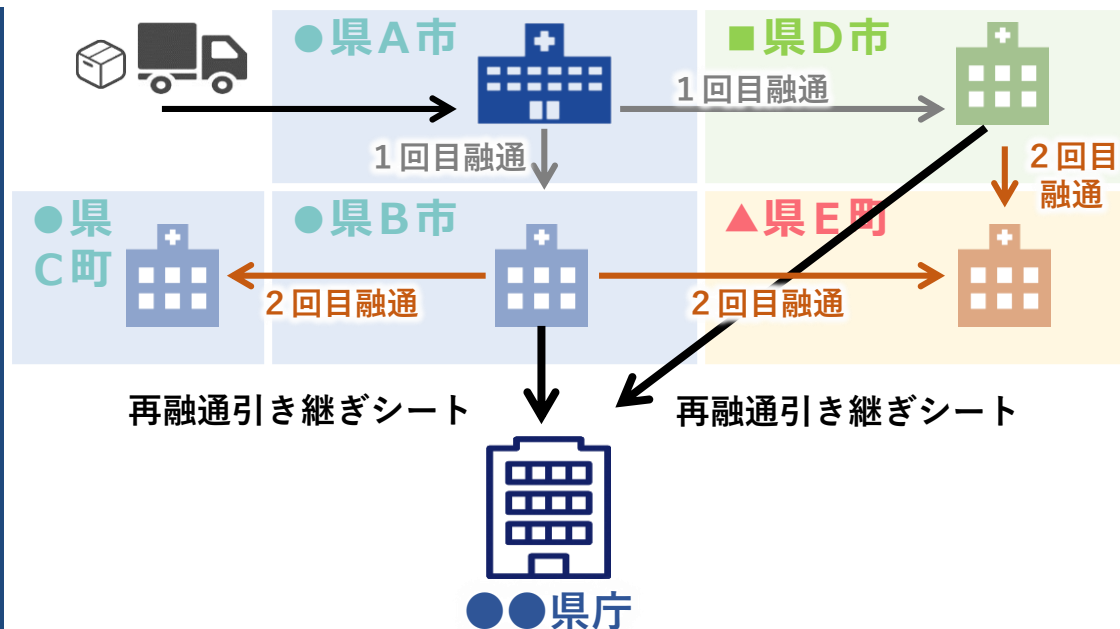 ●県A市
■県D市
1回目融通
1回目融通
2回目
融通
●県
C町
●県B市
▲県E町
2回目融通
2回目融通
再融通引き継ぎシート
再融通引き継ぎシート
●●県庁